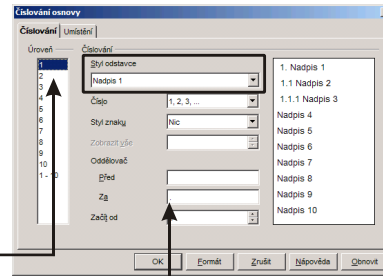 Číslování osnovy
Číslování Umístění
Úroveň
1
2
3
4
5
6
7
8
9
10
1 - 10
Číslování
Styl odstavce
Nadpis 1
Číslo 1, 2, 3, ...
Styl znaku Nic
Zobrazit vše
Oddělovač
Před
Za .
Začít od
1. Nadpis 1
1.1 Nadpis 2
1.1.1 Nadpis 3
Nadpis 4
Nadpis 5
Nadpis 6
Nadpis 7
Nadpis 8
Nadpis 9
Nadpis 10
OK Formát Zrušit Nápověda Obnovit